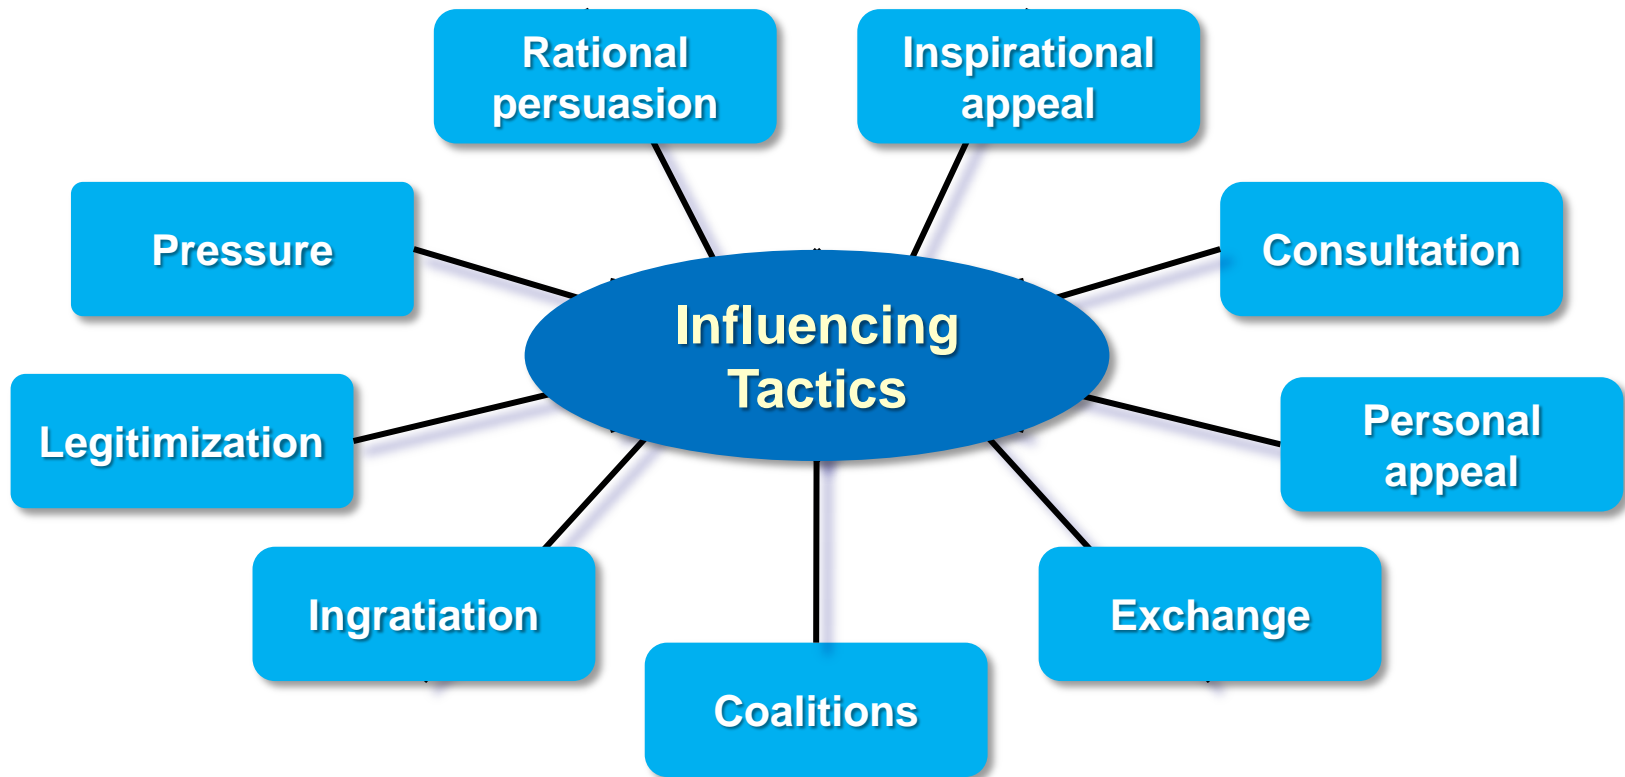 Rational
persuasion
Inspirational
appeal
Pressure
Consultation
Influencing
Tactics
Legitimization
Personal
appeal
Ingratiation
Exchange
Coalitions